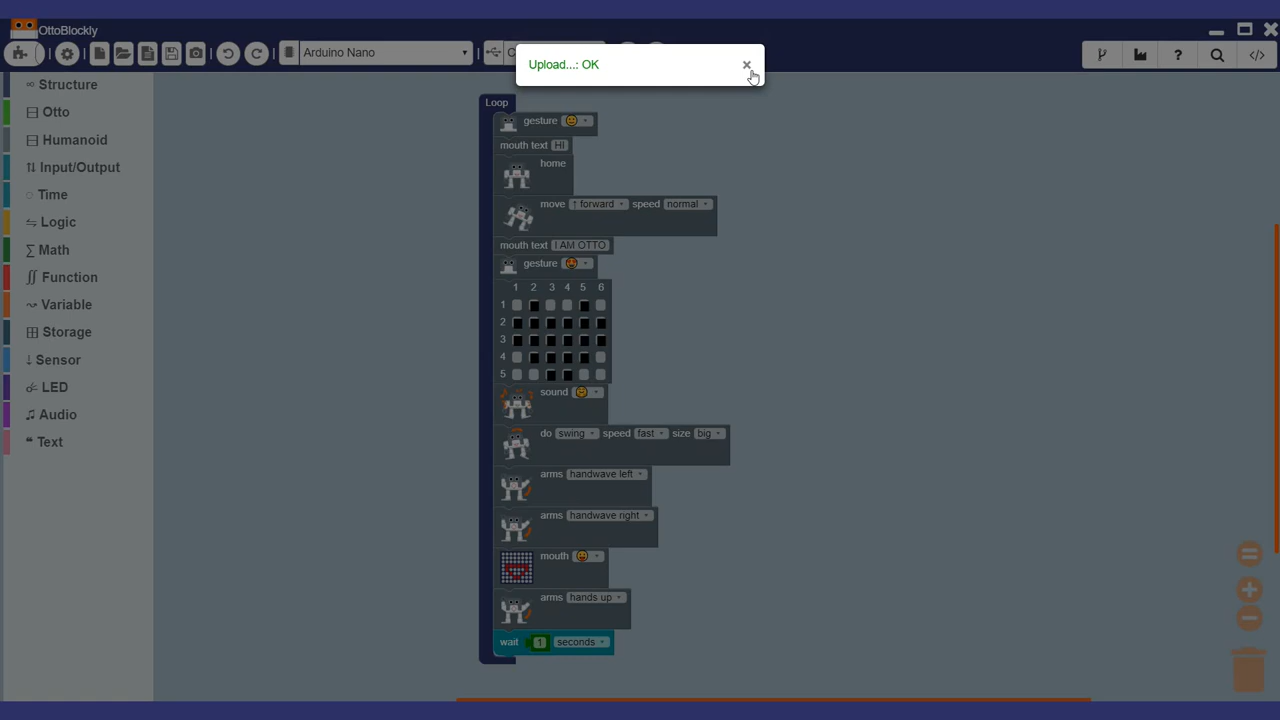 OttoBlockly
Arduino Nano
Upload...: OK
Structure
Otto
Humanoid
Input/Output
Time
Logic
Math
Function
Variable
Storage
Sensor
LED
Audio
Text
Loop
gesture
mouth text Hi
home
move ↑ forward speed normal
mouth text I AM OTTO
gesture
1 2 3 4 5 6
1
2
3
4
5
sound
do swing speed fast size big
arms handwave left
arms handwave right
mouth
arms hands up
wait 1 seconds